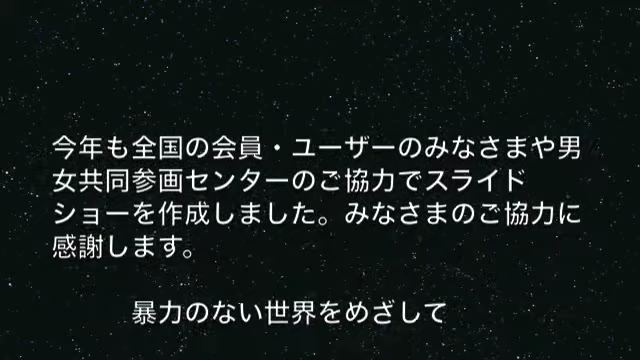 今年も全国の会員・ユーザーのみなさまや男
女共同参画センターのご協力でスライド
ショーを作成しました。みなさまのご協力に
感謝します。
暴力のない世界をめざして